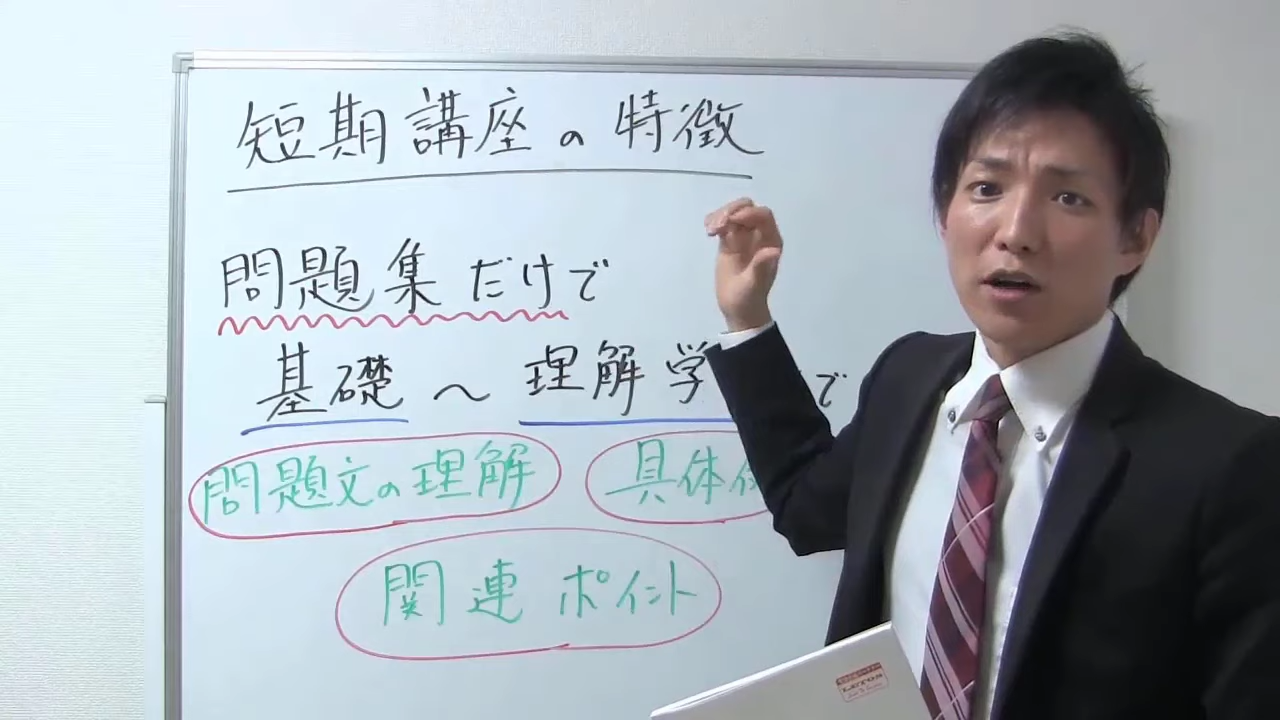 短期講座の特徴
問題集だけで
基礎～理解学 で
問題文の理解 具体
関連ポイント